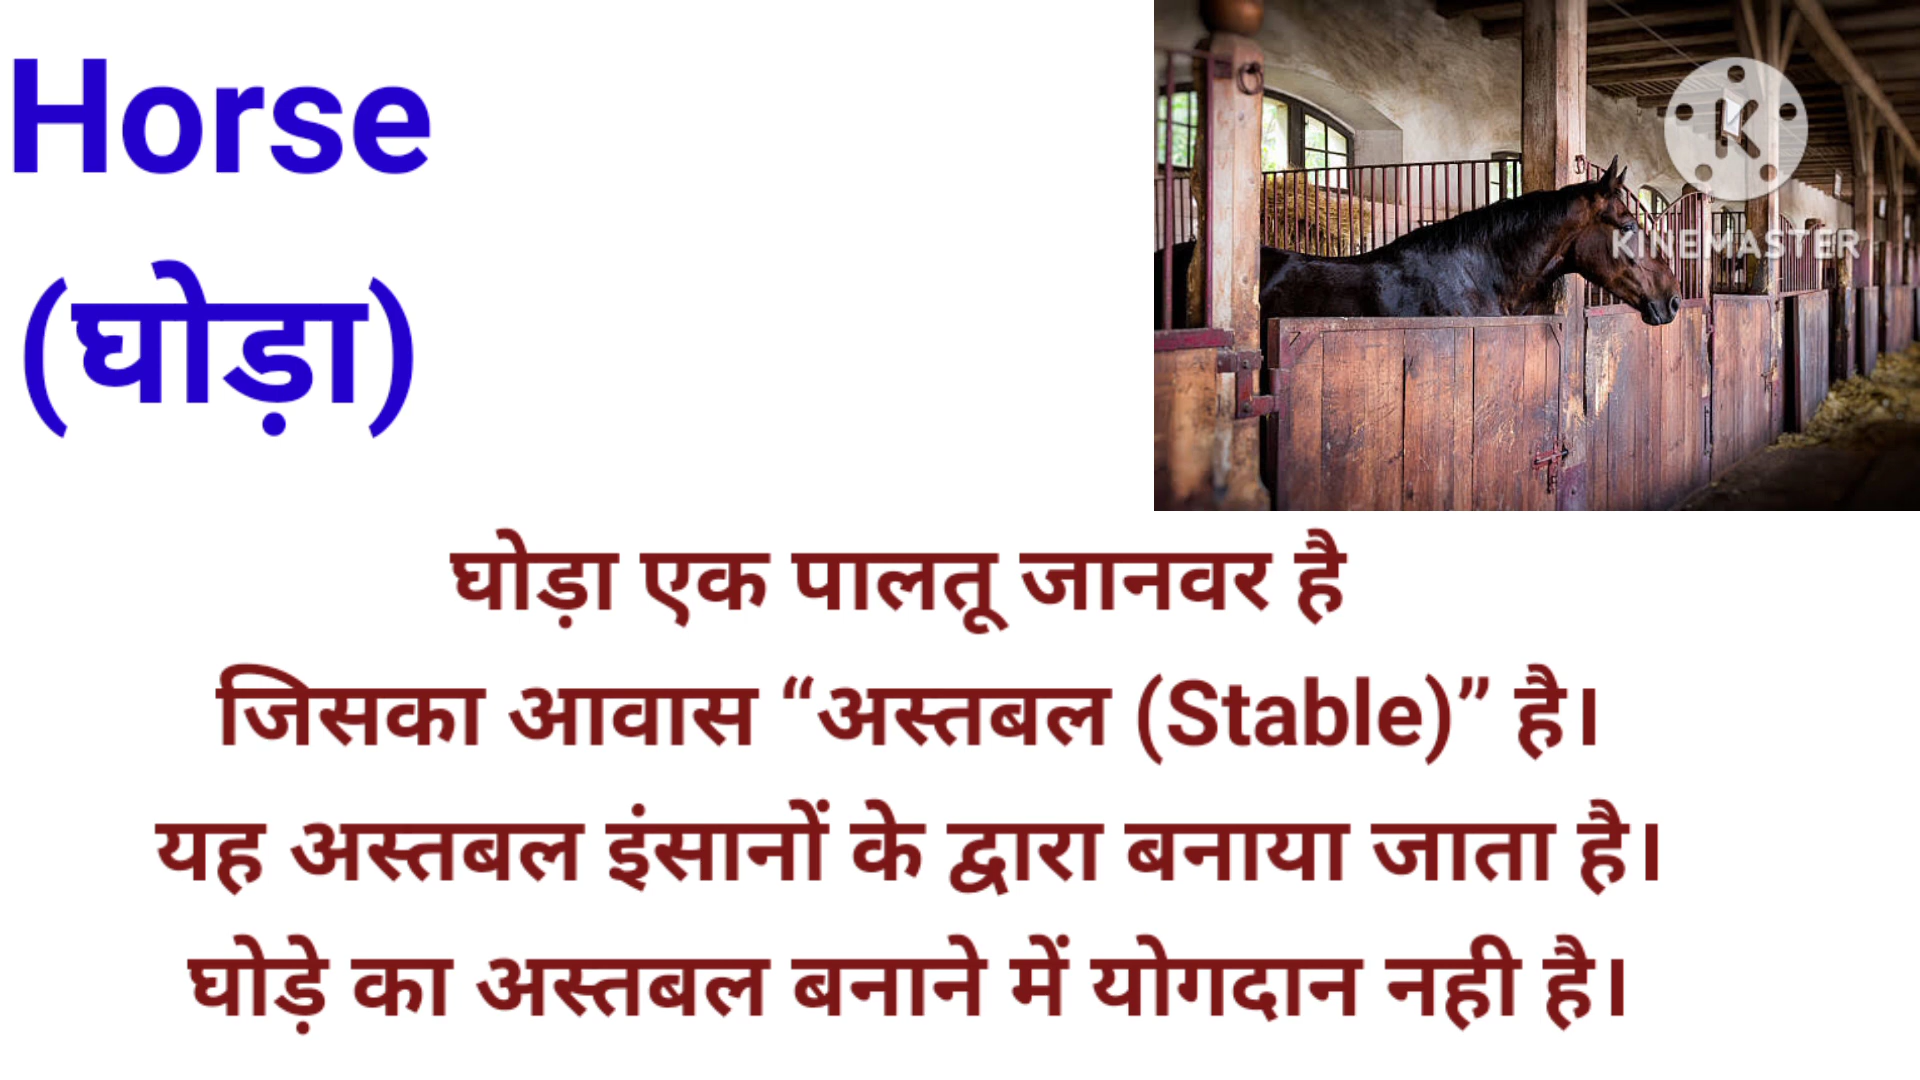 Horse
(घोड़ा)
K
KINEMASTER
घोड़ा एक पालतू जानवर है
जिसका आवास “अस्तबल (Stable)” है।
यह अस्तबल इंसानों के द्वारा बनाया जाता है।
घोड़े का अस्तबल बनाने में योगदान नही है।